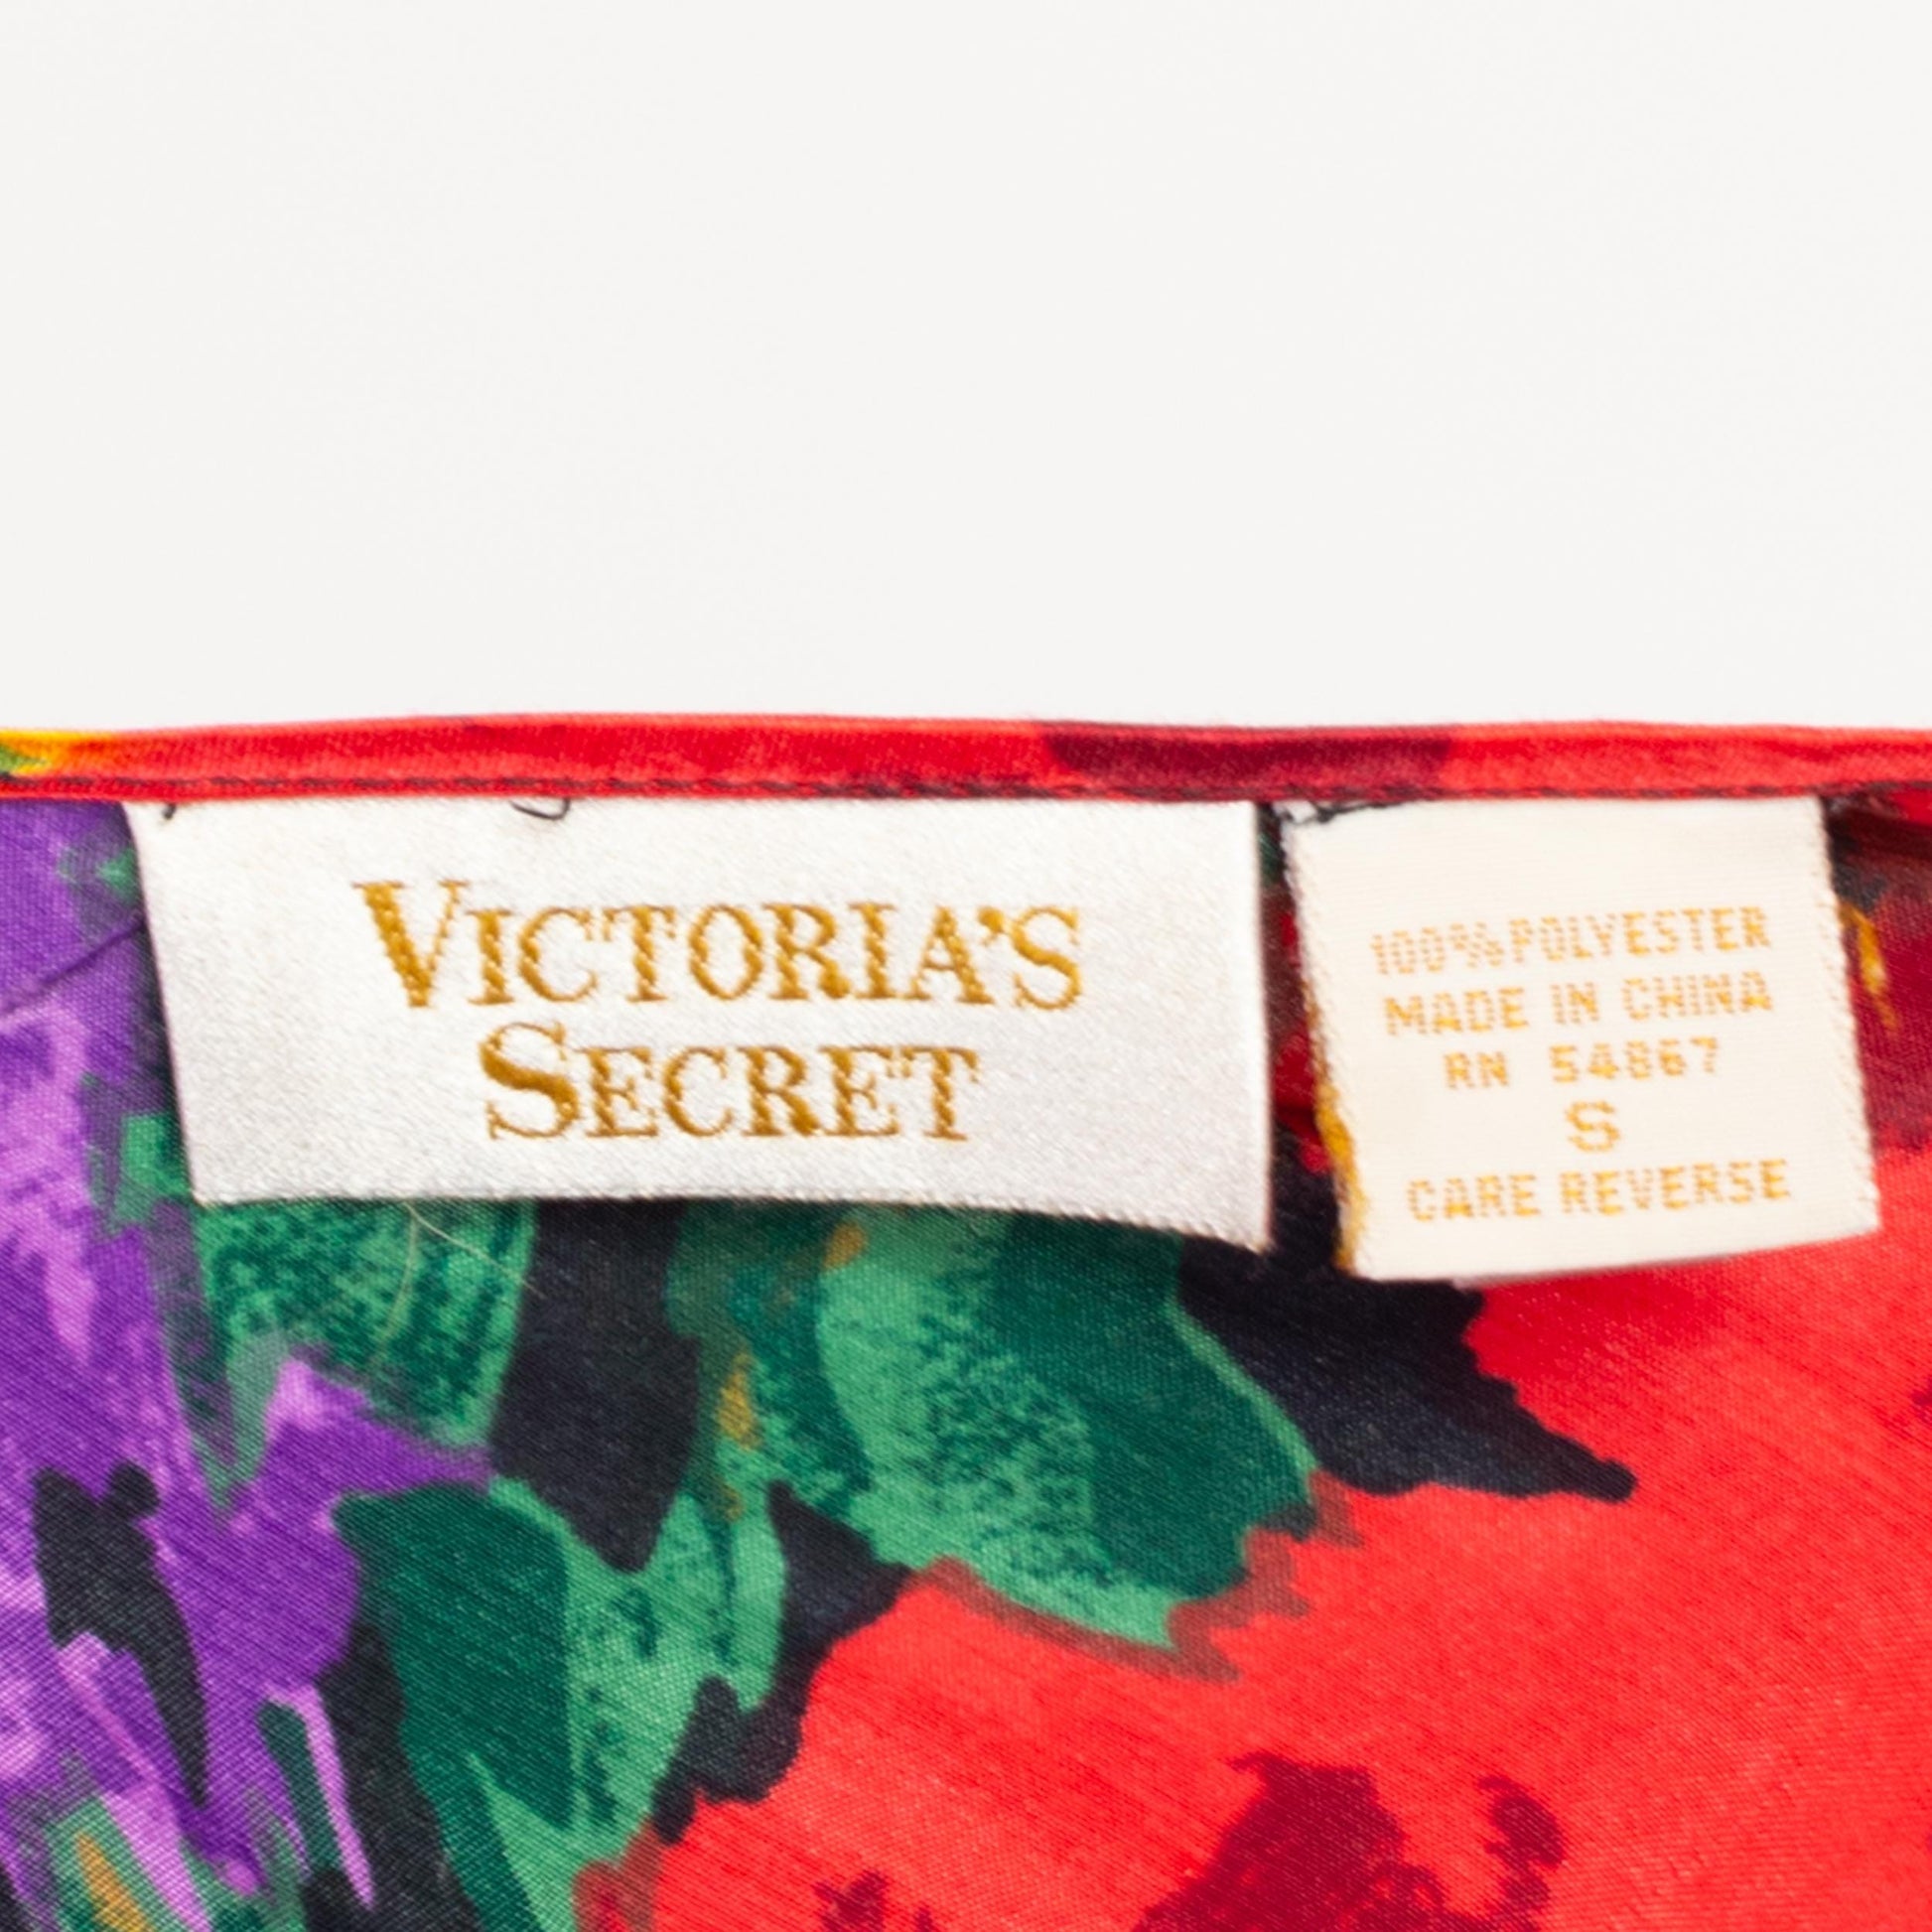 VICTORIA'S
SECRET
100% POLYESTER
MADE IN CHINA
RN 54867
S
CARE REVERSE